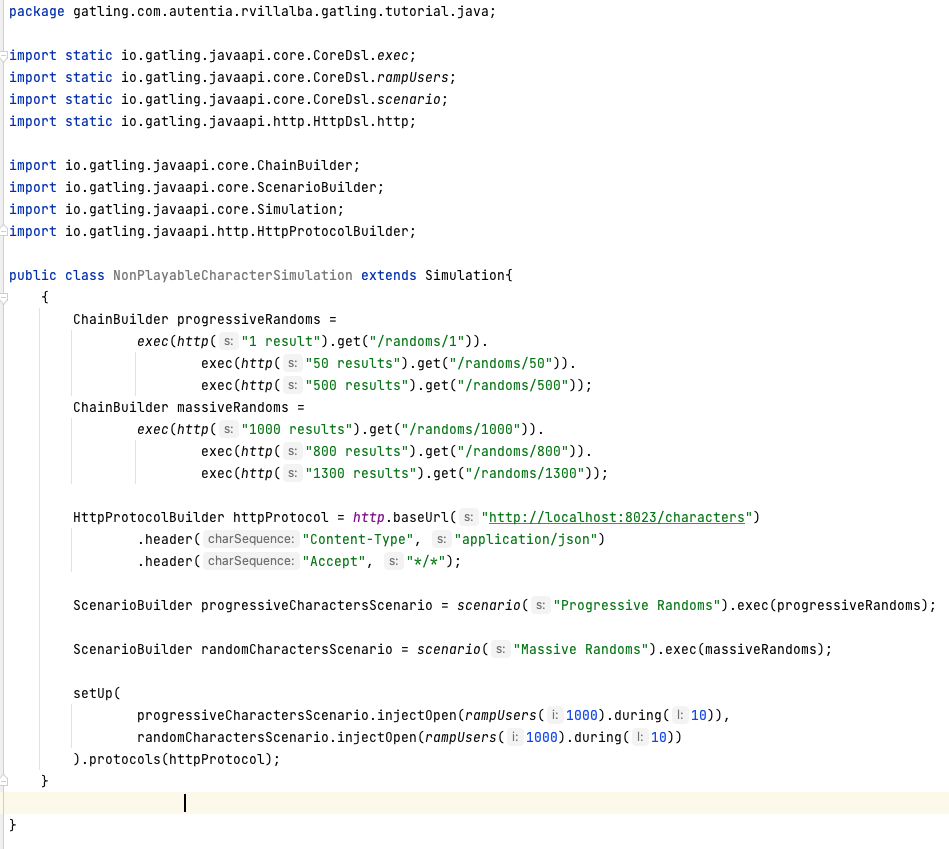 package gatling.com.autentia.rvillalba.gatling.tutorial.java;
import static io.gatling.javaapi.core.CoreDsl.exec;
import static io.gatling.javaapi.core.CoreDsl.rampUsers;
import static io.gatling.javaapi.core.CoreDsl.scenario;
import static io.gatling.javaapi.http.HttpDsl.http;
import io.gatling.javaapi.core.ChainBuilder;
import io.gatling.javaapi.core.ScenarioBuilder;
import io.gatling.javaapi.core.Simulation;
import io.gatling.javaapi.http.HttpProtocolBuilder;
public class NonPlayableCharacterSimulation extends Simulation{
{
ChainBuilder progressiveRandoms =
exec(http( s: "1 result").get("/randoms/1")).
exec(http( s: "50 results").get("/randoms/50")).
exec(http( s: "500 results").get("/randoms/500"));
ChainBuilder massiveRandoms =
exec(http( s: "1000 results").get("/randoms/1000")).
exec(http( s: "800 results").get("/randoms/800")).
exec(http( s: "1300 results").get("/randoms/1300"));
HttpProtocolBuilder httpProtocol = http.baseUrl( s: "http://localhost:8023/characters")
.header( charSequence: "Content-Type", s: "application/json")
.header( charSequence: "Accept", s: "*/*");
ScenarioBuilder progressiveCharactersScenario = scenario( s: "Progressive Randoms").exec(progressiveRandoms);
ScenarioBuilder randomCharactersScenario = scenario( s: "Massive Randoms").exec(massiveRandoms);
setUp(
progressiveCharactersScenario.injectOpen(rampUsers( i: 1000).during( l: 10)),
randomCharactersScenario.injectOpen(rampUsers( i: 1000).during( l: 10))
).protocols(httpProtocol);
}
}